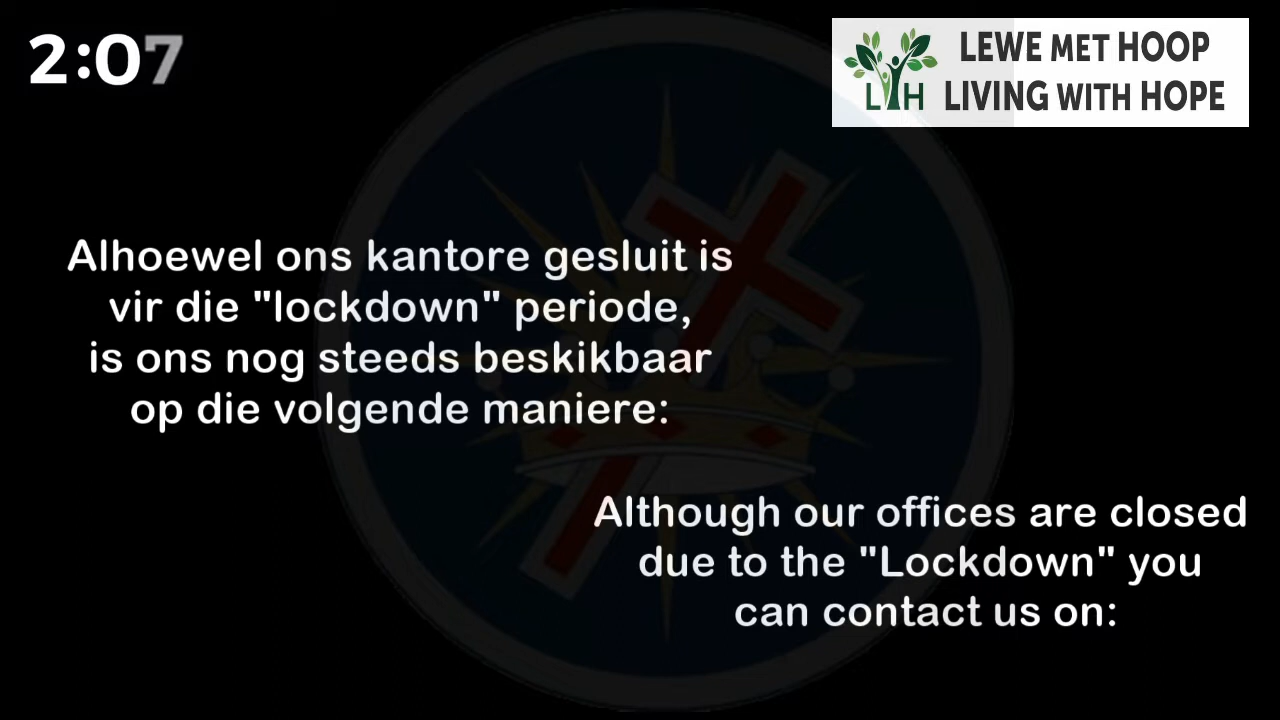 2:07
LEWE MET HOOP
LIVING WITH HOPE
LH
Alhoewel ons kantore gesluit is
vir die "lockdown" periode,
is ons nog steeds beskikbaar
op die volgende maniere:
Although our offices are closed
due to the "Lockdown" you
can contact us on: